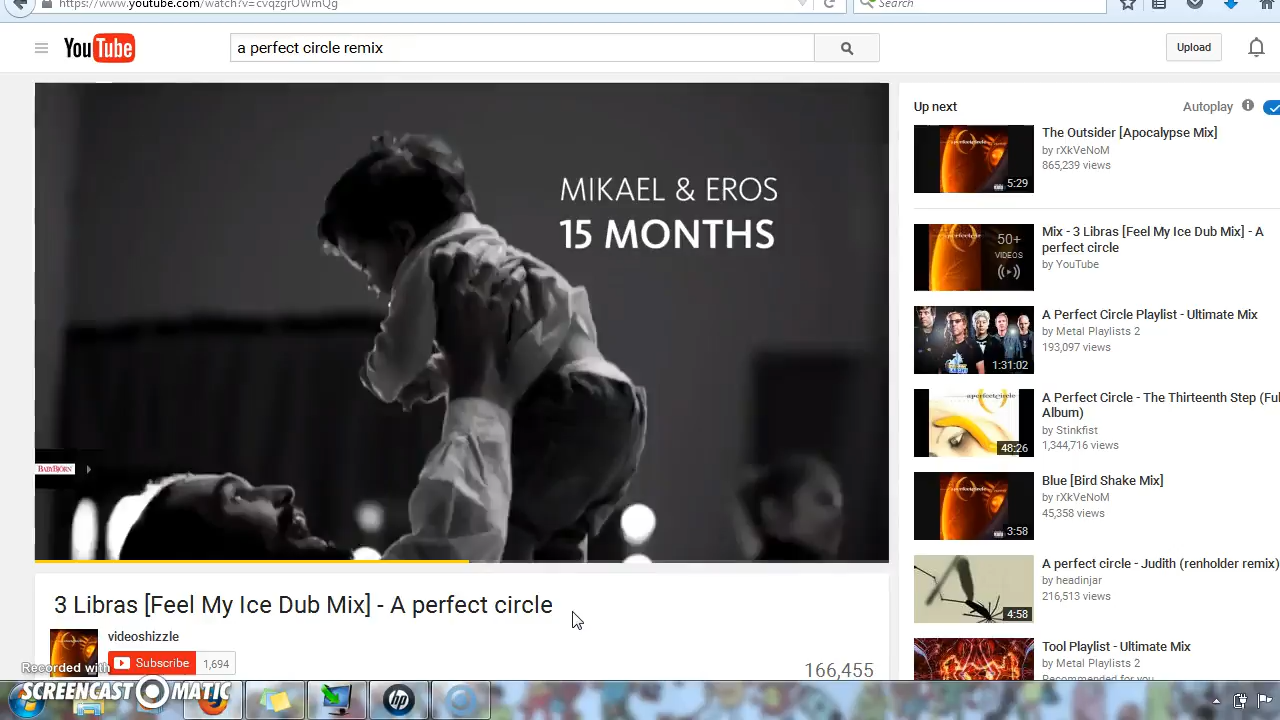 https://www.youtube.com/watch?v=cvqzgrOWmQg
Search
YouTube
a perfect circle remix
Upload
MIKAEL & EROS
15 MONTHS
BABYBJÖRN
3 Libras [Feel My Ice Dub Mix] - A perfect circle
videoshizzle
Subscribe 1,694
166,455
Up next
Autoplay
The Outsider [Apocalypse Mix]
by rXkVeNoM
865,239 views
5:29
Mix - 3 Libras [Feel My Ice Dub Mix] - A
perfect circle
by YouTube
50+
VIDEOS
A Perfect Circle Playlist - Ultimate Mix
by Metal Playlists 2
193,097 views
1:31:02
A Perfect Circle - The Thirteenth Step (Ful
Album)
by Stinkfist
1,344,716 views
48:26
Blue [Bird Shake Mix]
by rXkVeNoM
45,358 views
3:58
A perfect circle - Judith (renholder remix)
by headinjar
216,513 views
4:58
Tool Playlist - Ultimate Mix
by Metal Playlists 2
Recommended for you
Recorded with
SCREENCAST-O-MATIC
hp